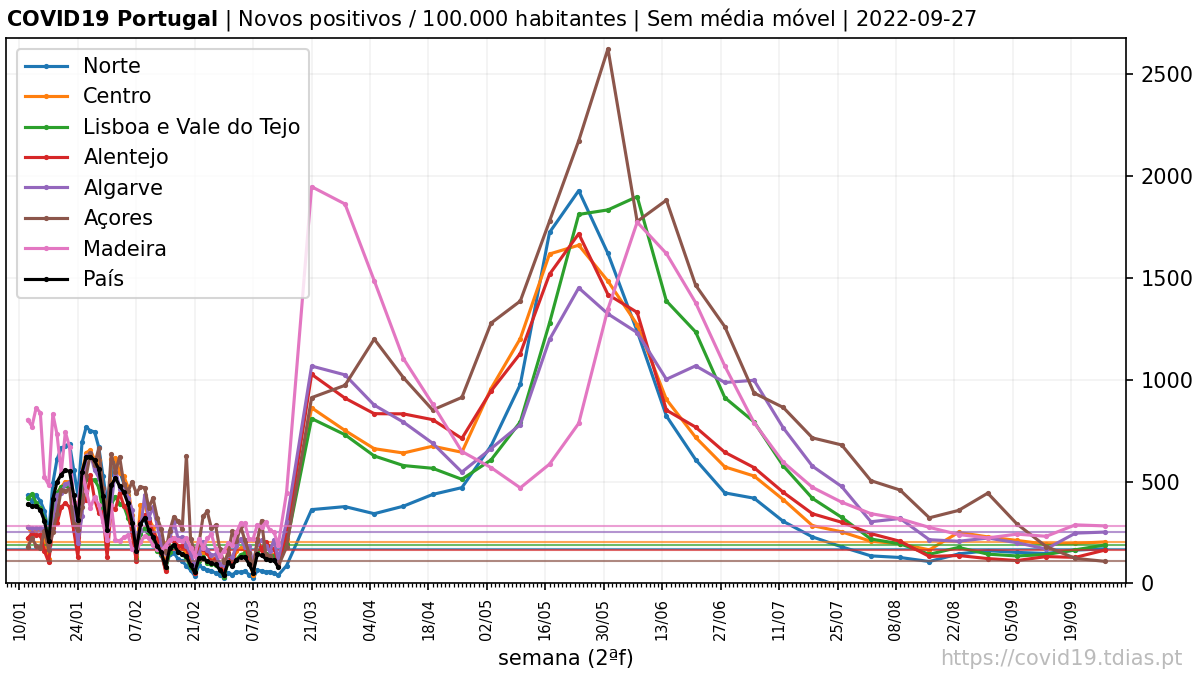 COVID19 Portugal | Novos positivos / 100.000 habitantes | Sem média móvel | 2022-09-27
Norte
Centro
Lisboa e Vale do Tejo
Alentejo
Algarve
Açores
Madeira
País
2500
2000
1500
1000
500
0
10/01 24/01 07/02 21/02 07/03 21/03 04/04 18/04 02/05 16/05 30/05 13/06 27/06 11/07 25/07 08/08 22/08 05/09 19/09
semana (2ªf)
https://covid19.tdias.pt